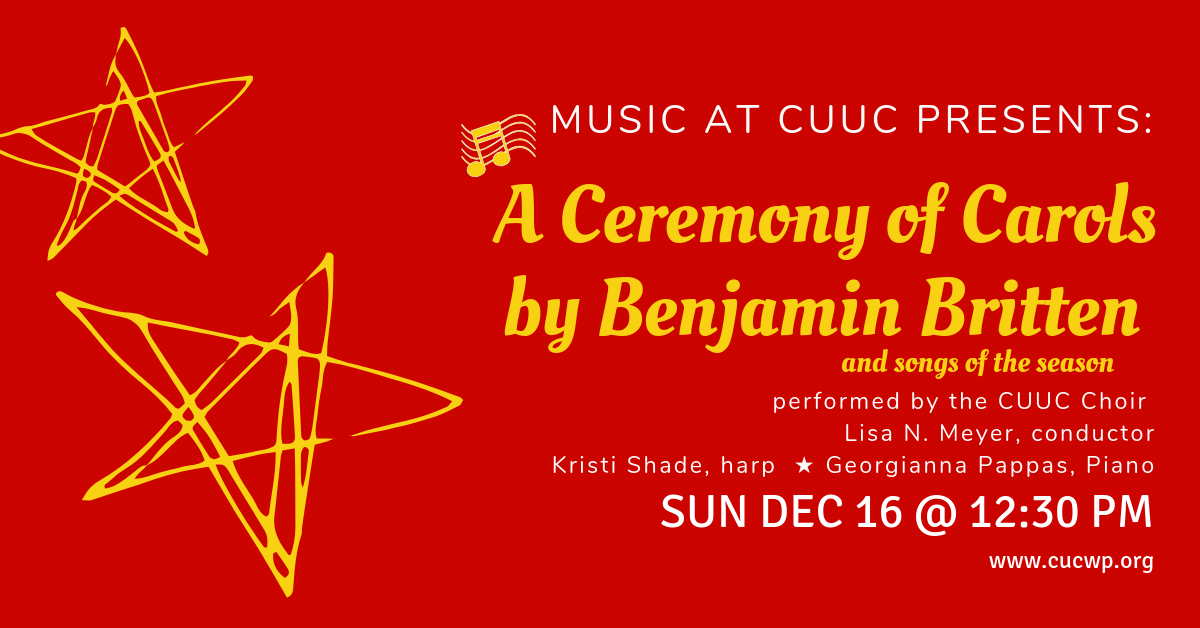 MUSIC AT CUUC PRESENTS:
A Ceremony of Carols
by Benjamin Britten
and songs of the season
performed by the CUUC Choir
Lisa N. Meyer, conductor
Kristi Shade, harp ★ Georgianna Pappas, Piano
SUN DEC 16 @ 12:30 PM
www.cucwp.org